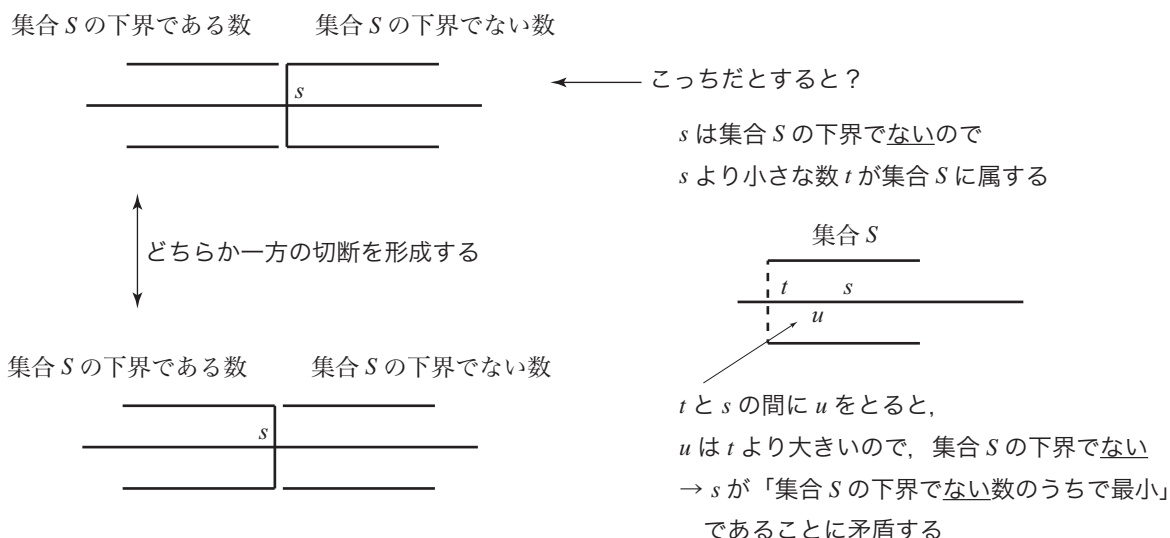 集合 S の下界である数 集合 S の下界でない数
s
こっちだとすると？
s は集合 S の下界でないので
s より小さな数 t が集合 S に属する
どちらか一方の切断を形成する
集合 S
t s
u
集合 S の下界である数 集合 S の下界でない数
s
t と s の間に u をとると，
u は t より大きいので，集合 S の下界でない
→ s が「集合 S の下界でない数のうちで最小」
であることに矛盾する